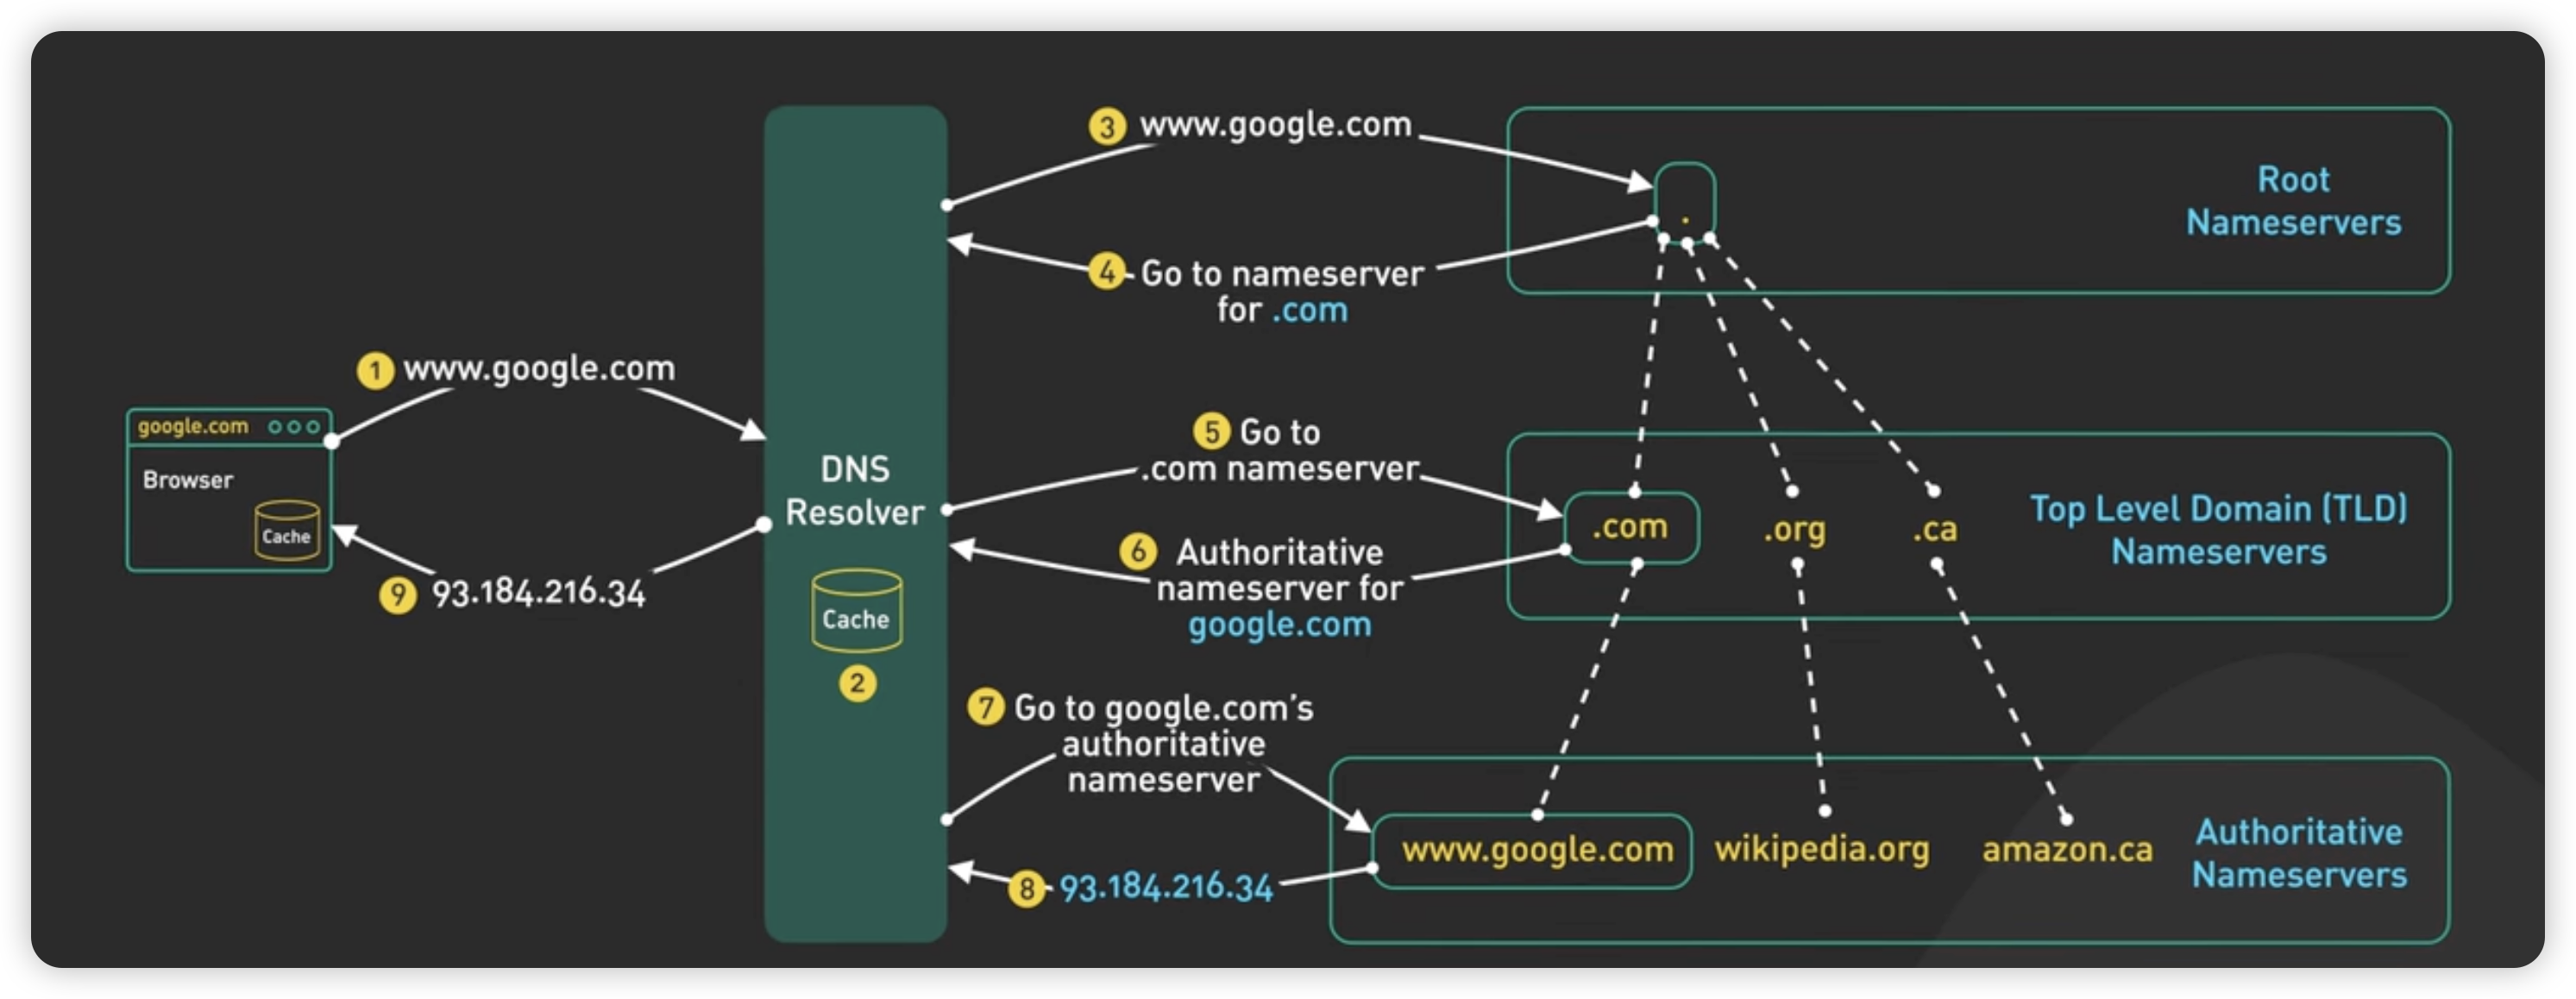 3 www.google.com
Root
Nameservers
.
4 Go to nameserver
for .com
1 www.google.com
google.com
Browser
Cache
9 93.184.216.34
DNS
Resolver
Cache
2
5 Go to
.com nameserver
6 Authoritative
nameserver for
google.com
.com
.org
.ca
Top Level Domain (TLD)
Nameservers
7 Go to google.com’s
authoritative
nameserver
8 93.184.216.34
www.google.com
wikipedia.org
amazon.ca
Authoritative
Nameservers